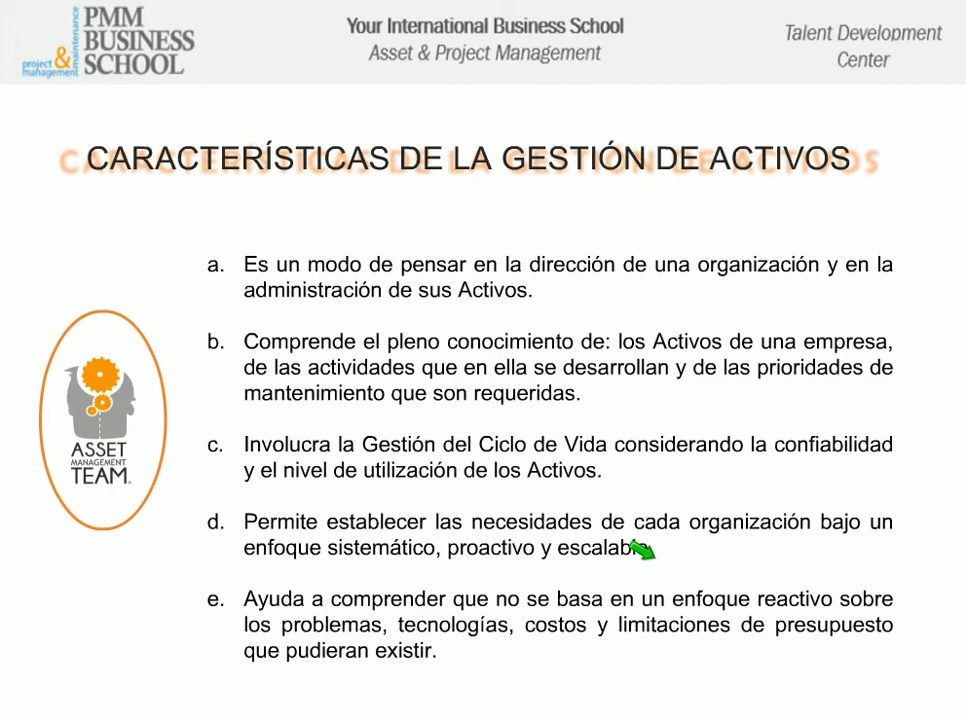 PMM
BUSINESS
SCHOOL
project & management
maintenance
Your International Business School
Asset & Project Management
Talent Development
Center
CARACTERÍSTICAS DE LA GESTIÓN DE ACTIVOS
a. Es un modo de pensar en la dirección de una organización y en la
administración de sus Activos.
b. Comprende el pleno conocimiento de: los Activos de una empresa,
de las actividades que en ella se desarrollan y de las prioridades de
mantenimiento que son requeridas.
c. Involucra la Gestión del Ciclo de Vida considerando la confiabilidad
y el nivel de utilización de los Activos.
d. Permite establecer las necesidades de cada organización bajo un
enfoque sistemático, proactivo y escalable
e. Ayuda a comprender que no se basa en un enfoque reactivo sobre
los problemas, tecnologías, costos y limitaciones de presupuesto
que pudieran existir.
ASSET
MANAGEMENT
TEAM